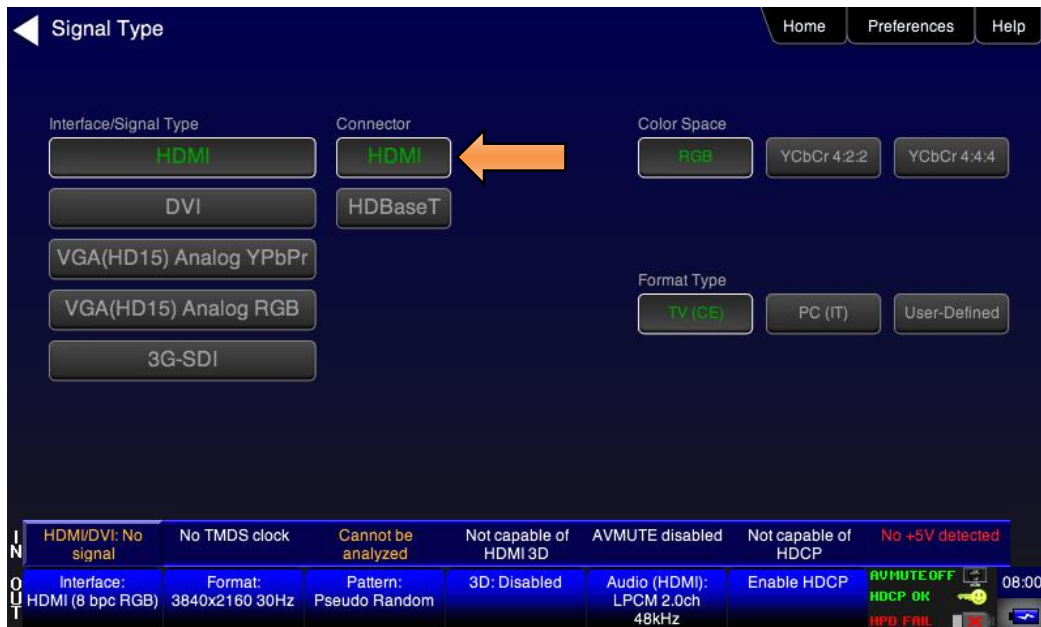 Signal Type
Home
Preferences
Help
Interface/Signal Type
Connector
Color Space
HDMI
HDMI
RGB
YCbCr 4:2:2
YCbCr 4:4:4
DVI
HDBaseT
VGA(HD15) Analog YPbPr
VGA(HD15) Analog RGB
3G-SDI
Format Type
TV (CE)
PC (IT)
User-Defined
IN
HDMI/DVI: No
signal
No TMDS clock
Cannot be
analyzed
Not capable of
HDMI 3D
AVMUTE disabled
Not capable of
HDCP
No +5V detected
OUT
Interface:
HDMI (8 bpc RGB)
Format:
3840x2160 30Hz
Pattern:
Pseudo Random
3D: Disabled
Audio (HDMI):
LPCM 2.0ch
48kHz
Enable HDCP
AVMUTEOFF
HDCP OK
HPD FAIL
08:00